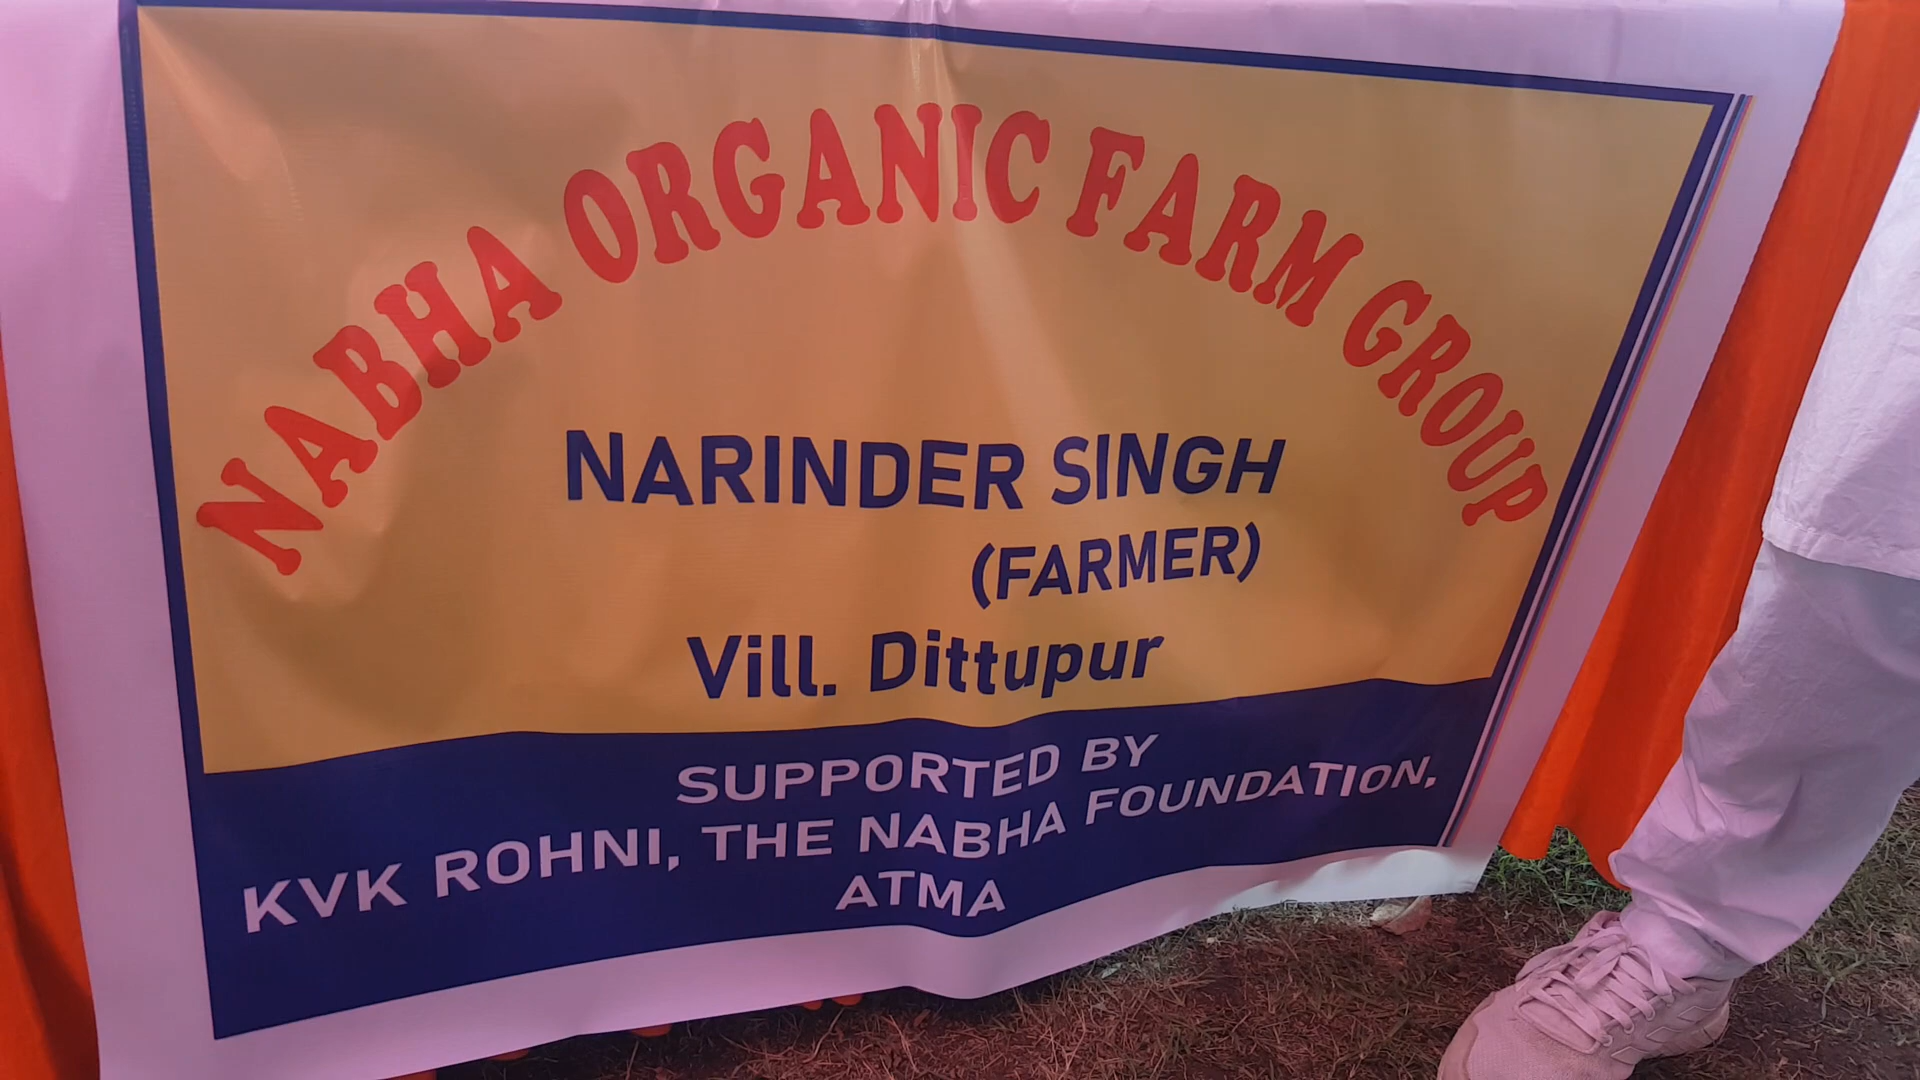 NABHA ORGANIC FARM GROUP
NARINDER SINGH
(FARMER)
Vill. Dittupur
SUPPORTED BY
KVK ROHNI, THE NABHA FOUNDATION,
ATMA